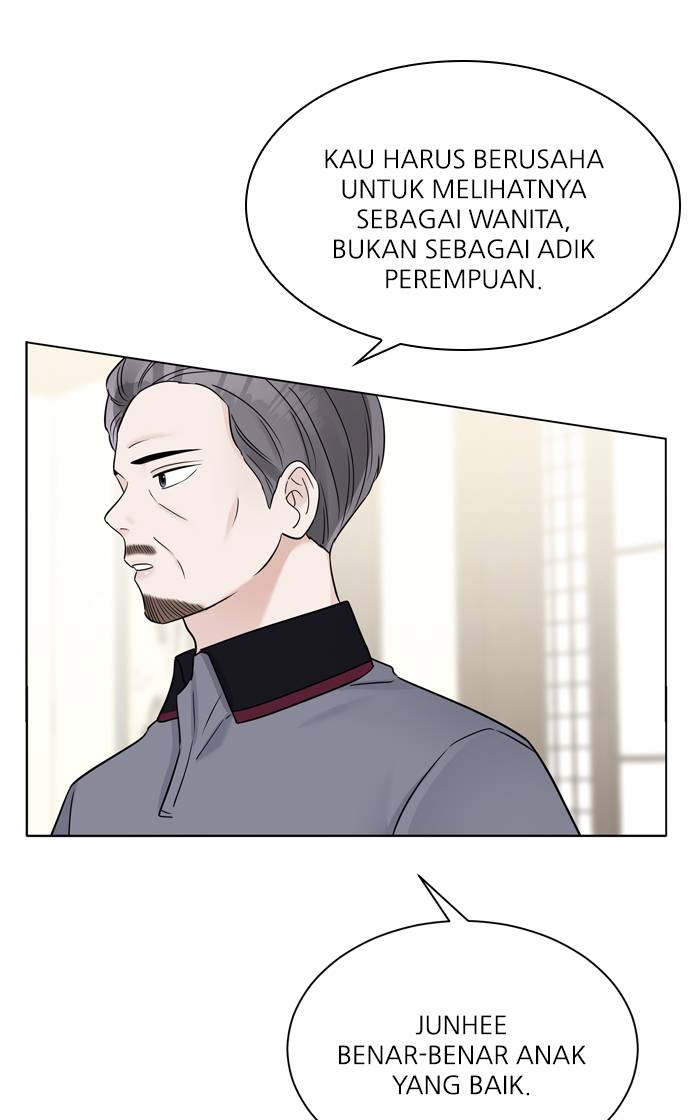 KAU HARUS BERUSAHA
UNTUK MELIHATNYA
SEBAGAI WANITA,
BUKAN SEBAGAI ADIK
PEREMPUAN.
JUNHEE
BENAR-BENAR ANAK
YANG BAIK.